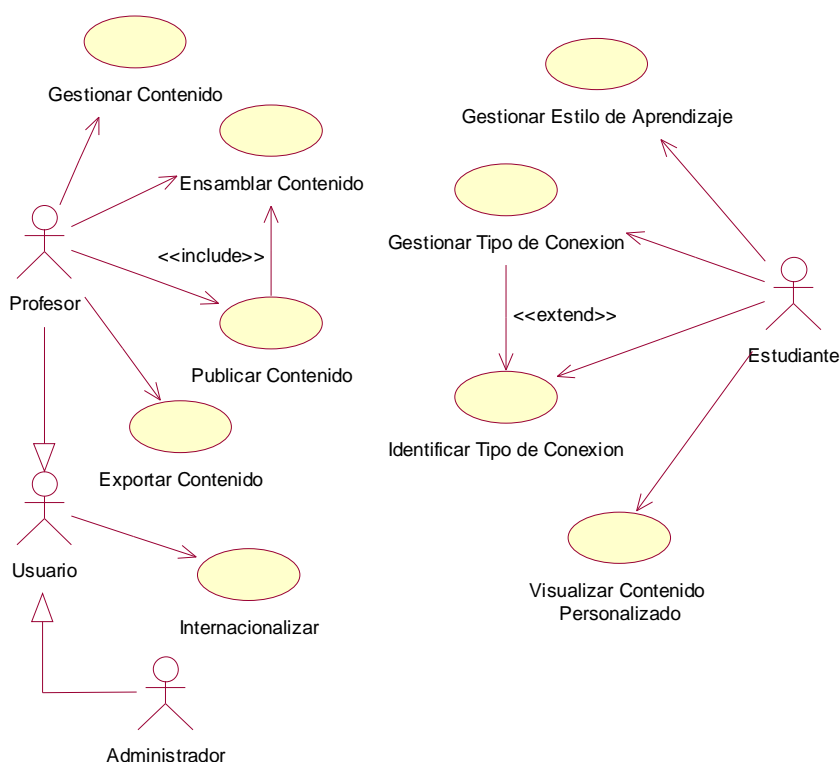 Gestionar Contenido
Gestionar Estilo de Aprendizaje
Ensamblar Contenido
Gestionar Tipo de Conexion
<<include>>
Profesor
<<extend>>
Estudiante
Publicar Contenido
Identificar Tipo de Conexion
Exportar Contenido
Usuario
Visualizar Contenido
Personalizado
Internacionalizar
Administrador